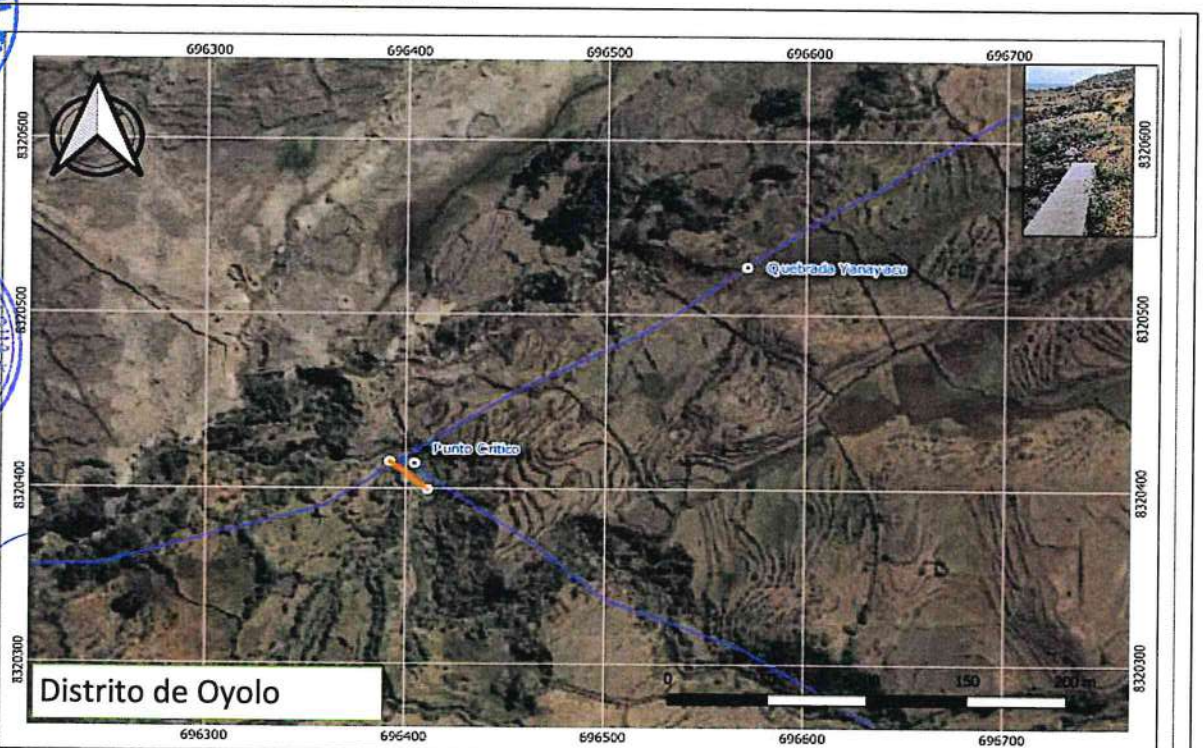 696300 696400 696500 696600 696700
8320600 8320600
Quebrada Yanayacu
8320500 8320500
Punto Critico
8320400 8320400
8320300 8320300
Distrito de Oyolo
0 150 200 m
696300 696400 696500 696600 696700